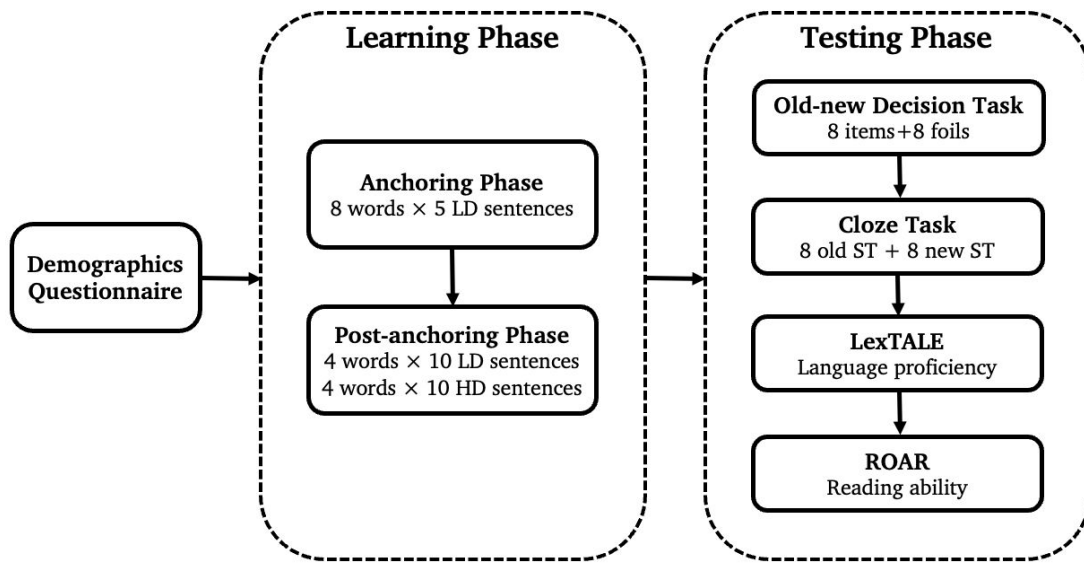 Demographics
Questionnaire
Learning Phase
Anchoring Phase
8 words × 5 LD sentences
Post-anchoring Phase
4 words × 10 LD sentences
4 words × 10 HD sentences
Testing Phase
Old-new Decision Task
8 items+8 foils
Cloze Task
8 old ST + 8 new ST
LexTALE
Language proficiency
ROAR
Reading ability